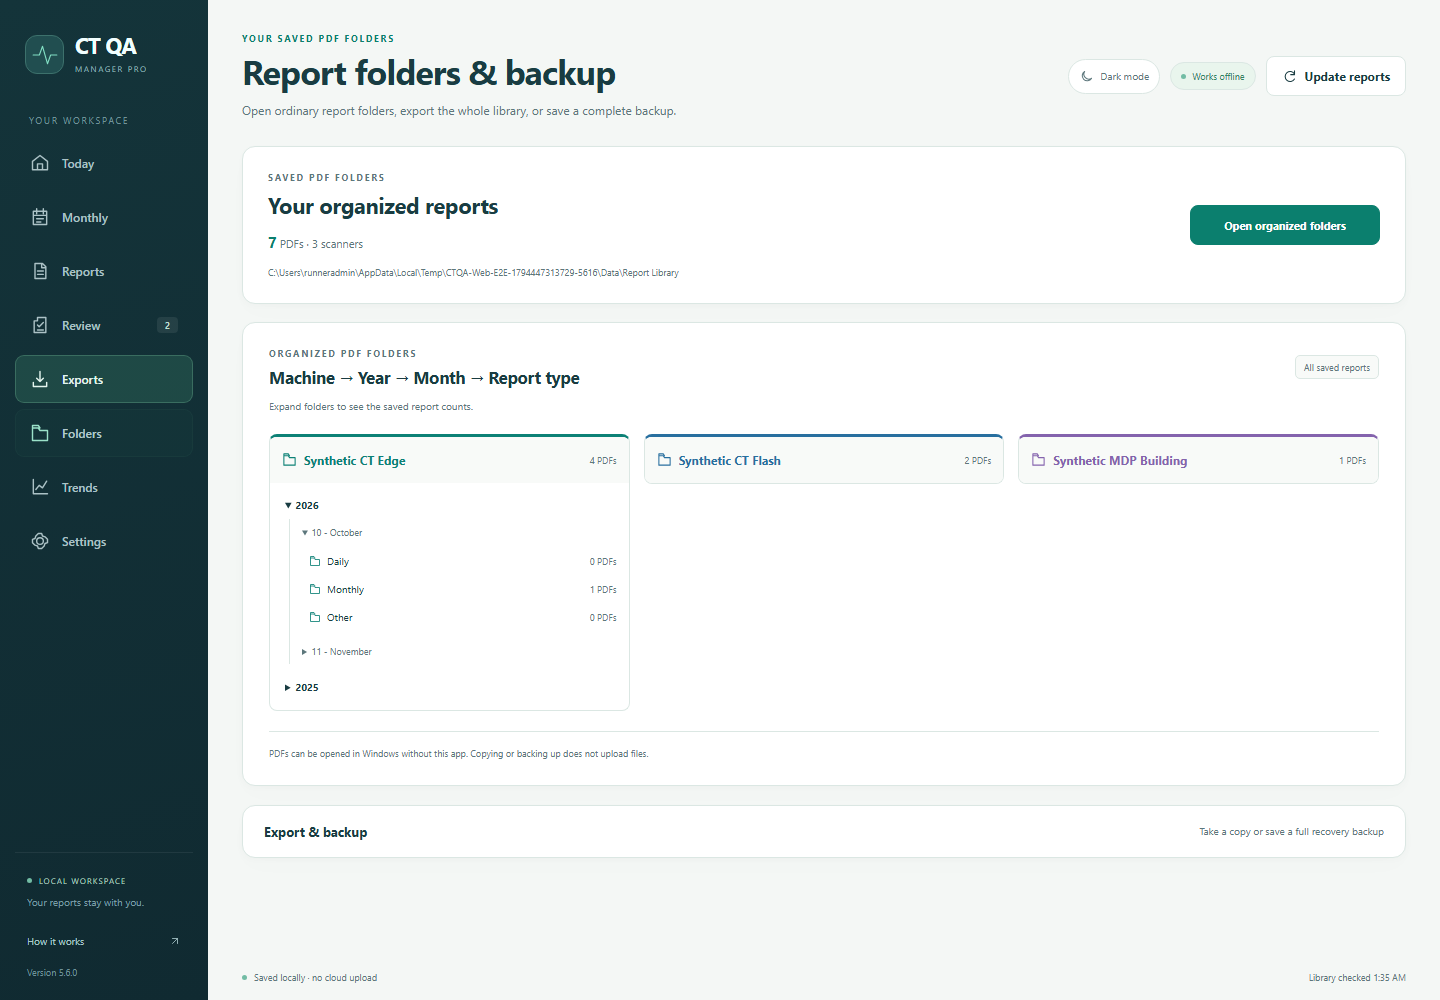 CT QA
MANAGER PRO
YOUR WORKSPACE
Today
Monthly
Reports
Review 2
Exports
Folders
Trends
Settings
LOCAL WORKSPACE
Your reports stay with you.
How it works
Version 5.6.0
YOUR SAVED PDF FOLDERS
Report folders & backup
Open ordinary report folders, export the whole library, or save a complete backup.
Dark mode
Works offline
Update reports
SAVED PDF FOLDERS
Your organized reports
7 PDFs · 3 scanners
C:\Users\runneradmin\AppData\Local\Temp\CTQA-Web-E2E-1794447313729-5616\Data\Report Library
Open organized folders
ORGANIZED PDF FOLDERS
Machine → Year → Month → Report type
Expand folders to see the saved report counts.
All saved reports
Synthetic CT Edge 4 PDFs
2026
10 - October
Daily 0 PDFs
Monthly 1 PDFs
Other 0 PDFs
11 - November
2025
Synthetic CT Flash 2 PDFs
Synthetic MDP Building 1 PDFs
PDFs can be opened in Windows without this app. Copying or backing up does not upload files.
Export & backup
Take a copy or save a full recovery backup
Saved locally · no cloud upload
Library checked 1:35 AM